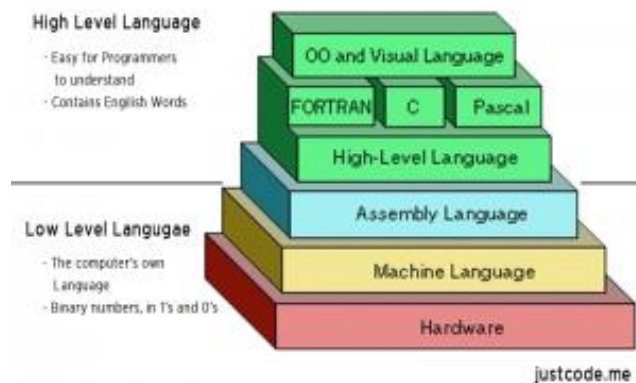 High Level Language
- Easy for Programmers
to understand
- Contains English Words
OO and Visual Language
FORTRAN
C
Pascal
High-Level Language
Assembly Language
Low Level Langugae
- The computer's own
Language
- Binary numbers, in 1's and 0's
Machine Language
Hardware
justcode.me